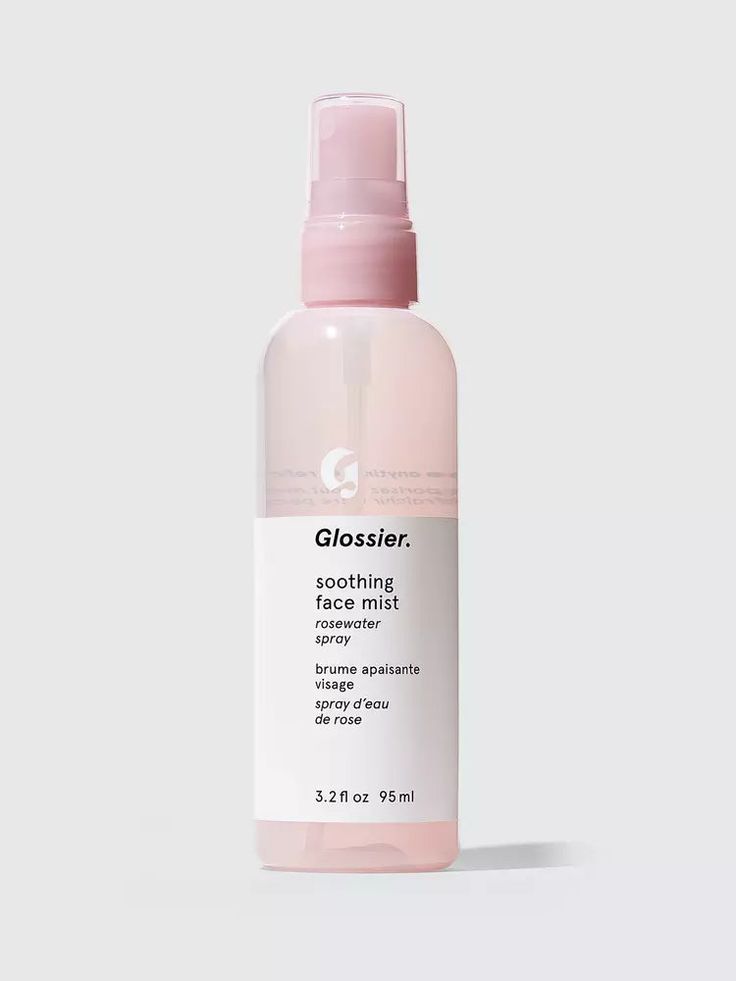 G
Glossier.
soothing
face mist
rosewater
spray
brume apaisante
visage
spray d'eau
de rose
3.2 fl oz 95 ml